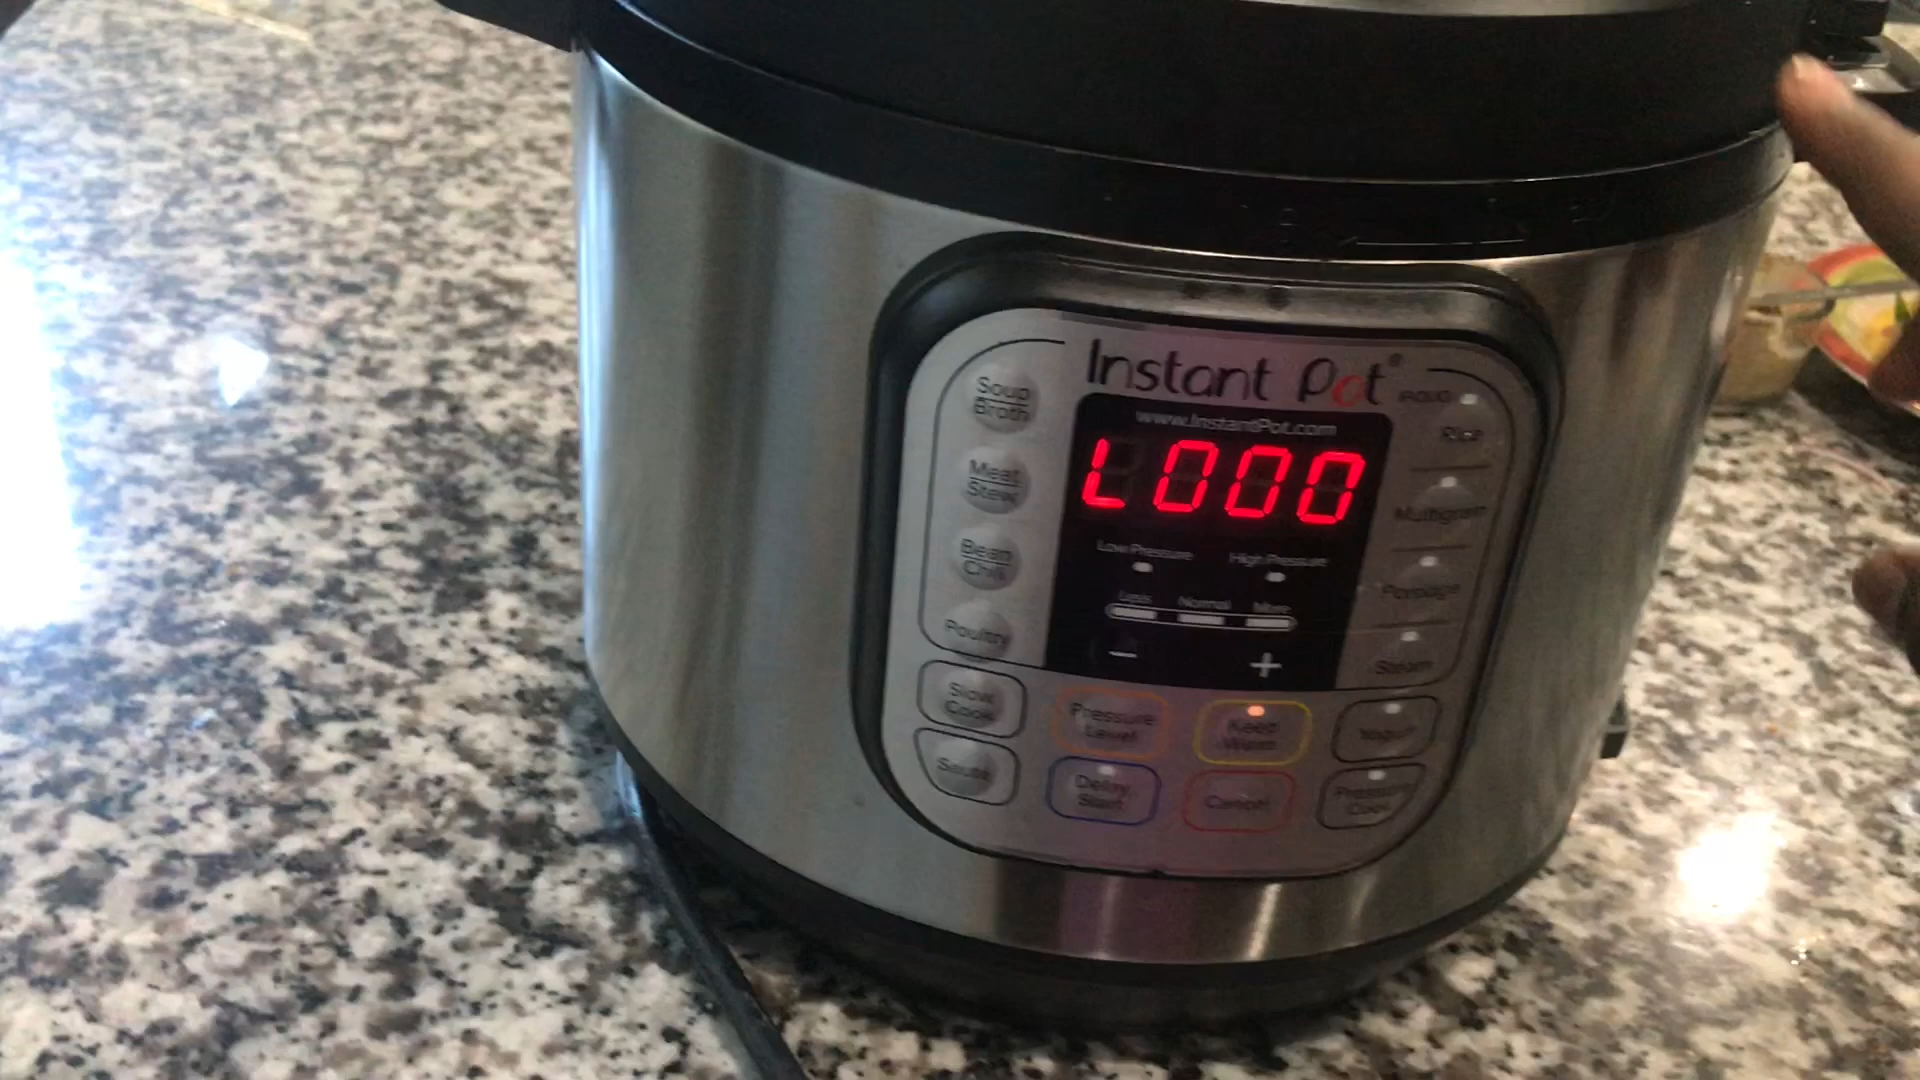 Instant Pot®
www.InstantPot.com
L000
Low Pressure High Pressure
Less Normal More
− +
Soup
Broth
Meat
Stew
Bean
Chili
Poultry
Slow
Cook
Sauté
Pressure
Level
Keep
Warm
Delay
Start
Cancel
Rice
Multigrain
Porridge
Steam
Yogurt
Pressure
Cook